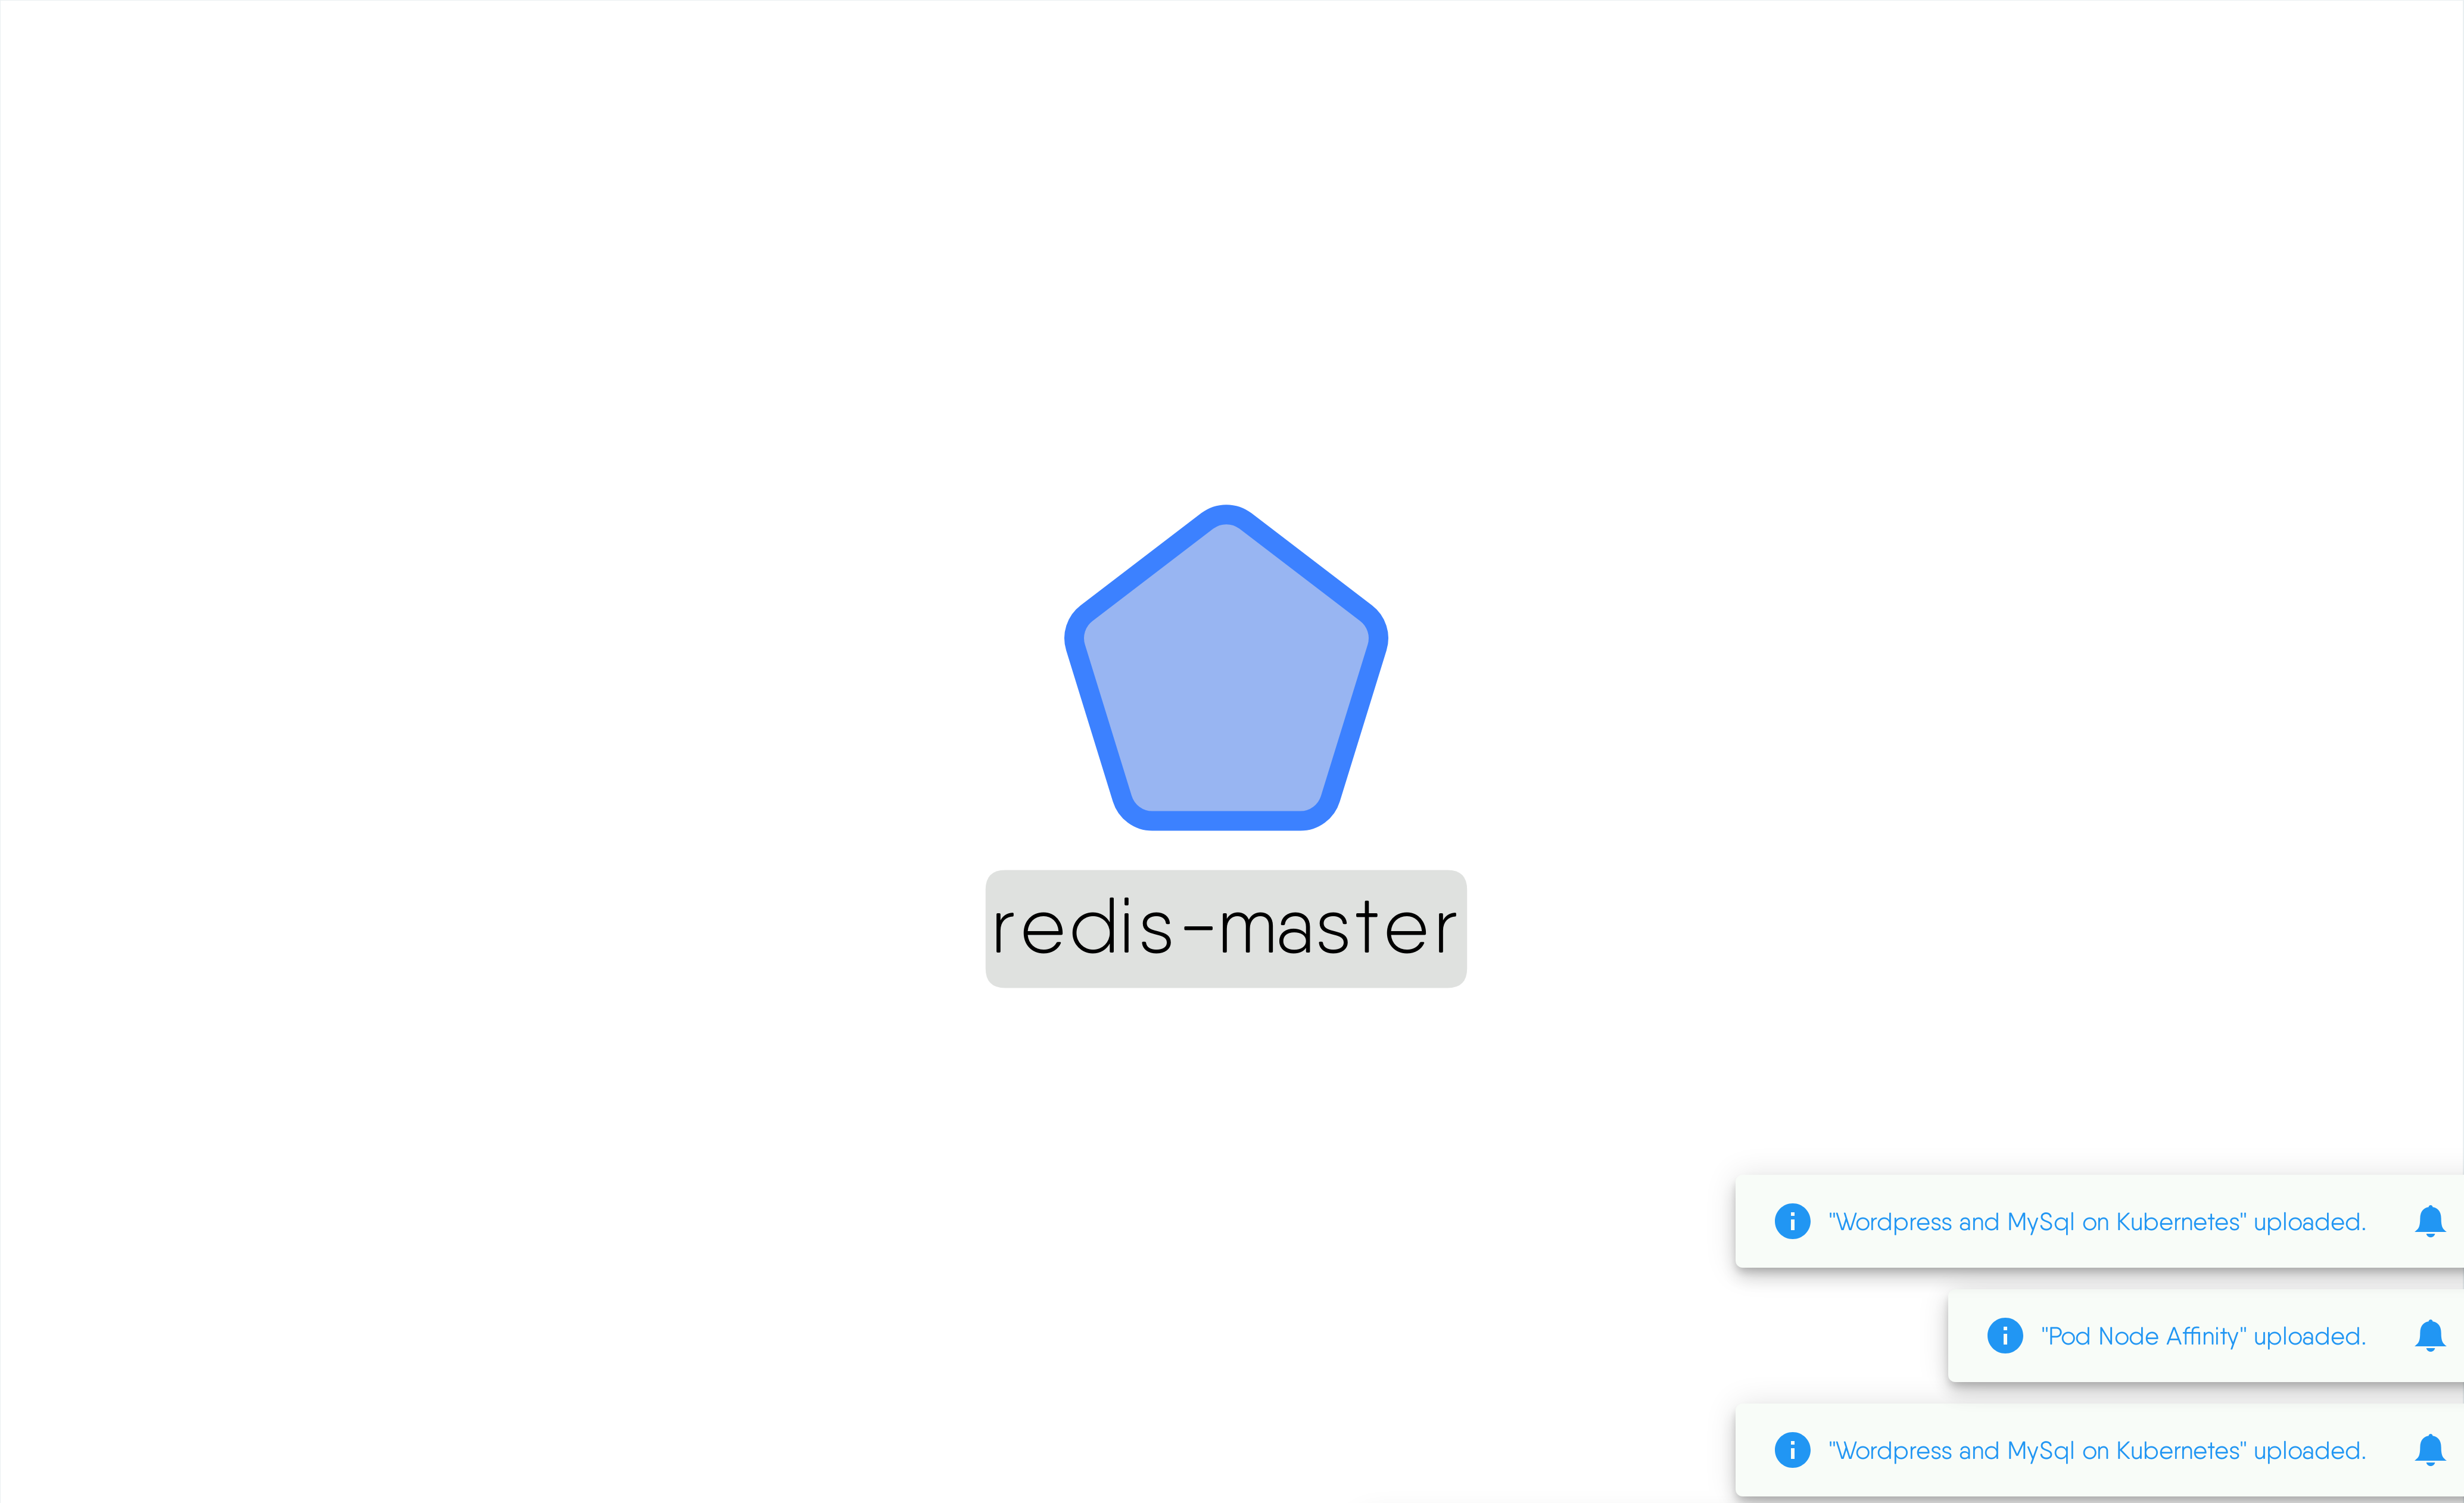 redis-master
"Wordpress and MySql on Kubernetes" uploaded.
"Pod Node Affinity" uploaded.
"Wordpress and MySql on Kubernetes" uploaded.